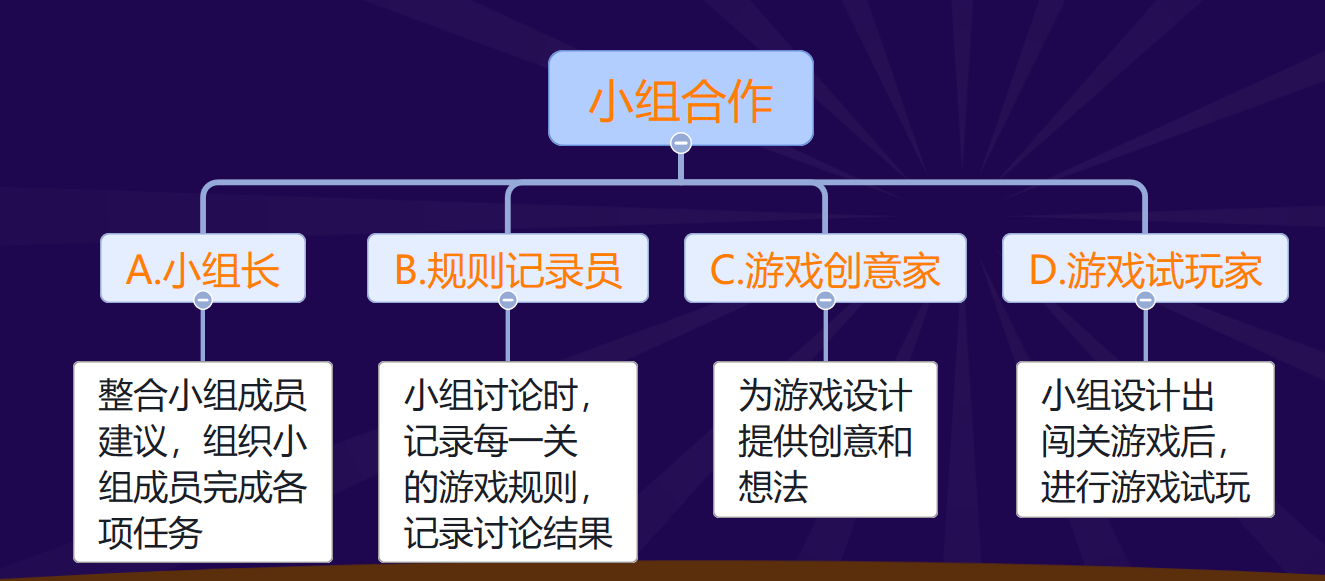 小组合作
A.小组长
B.规则记录员
C.游戏创意家
D.游戏试玩家
整合小组成员
建议，组织小
组成员完成各
项任务
小组讨论时，
记录每一关
的游戏规则，
记录讨论结果
为游戏设计
提供创意和
想法
小组设计出
闯关游戏后，
进行游戏试玩